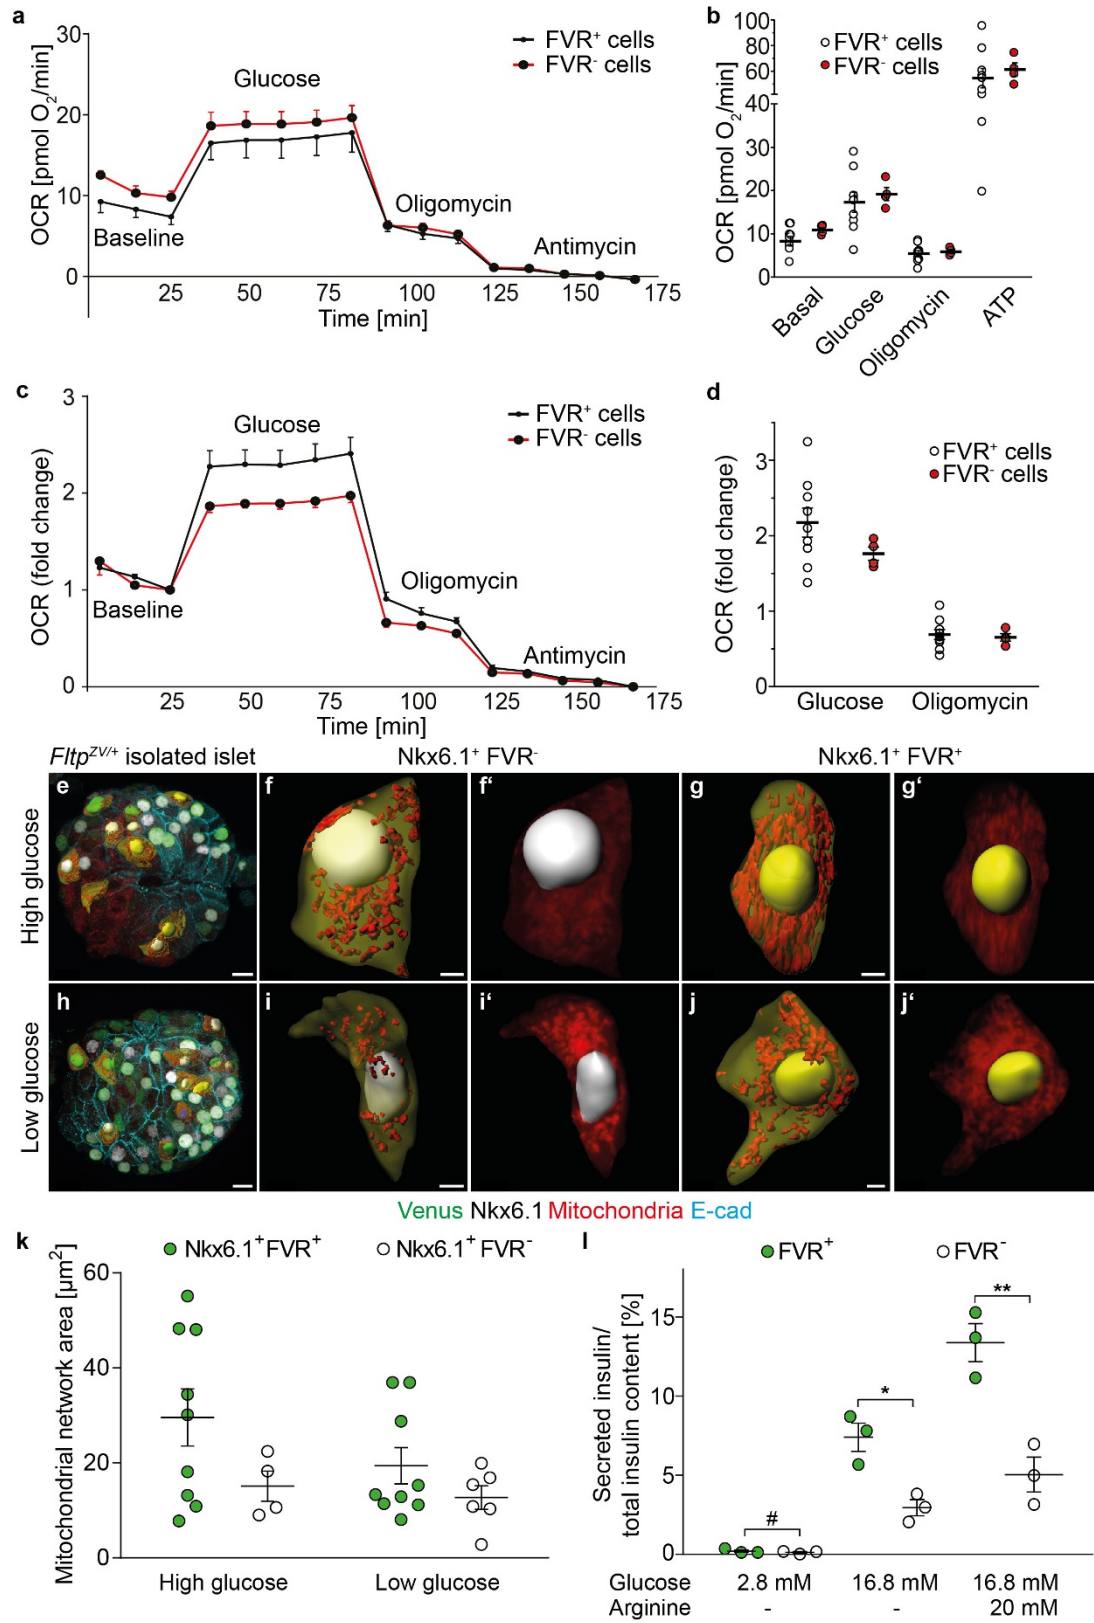 a
OCR [pmol O2/min]
30
20
10
0
Glucose
Baseline
Oligomycin
Antimycin
FVR+ cells
FVR- cells
25
50
75
100
125
150
175
Time [min]
b
OCR [pmol O2/min]
100
80
60
40
30
20
10
0
FVR+ cells
FVR- cells
Basal
Glucose
Oligomycin
ATP
c
OCR (fold change)
3
2
1
0
Glucose
Baseline
Oligomycin
Antimycin
FVR+ cells
FVR- cells
25
50
75
100
125
150
175
Time [min]
d
OCR (fold change)
3
2
1
0
FVR+ cells
FVR- cells
Glucose
Oligomycin
FltpZV/+ isolated islet
Nkx6.1+ FVR-
Nkx6.1+ FVR+
High glucose
e
f
f‘
g
g‘
Low glucose
h
i
i‘
j
j‘
Venus Nkx6.1 Mitochondria E-cad
k
Nkx6.1+FVR+
Nkx6.1+FVR-
Mitochondrial network area [µm2]
60
40
20
0
High glucose
Low glucose
l
FVR+
FVR-
Secreted insulin/
total insulin content [%]
15
10
5
0
#
*
**
Glucose 2.8 mM 16.8 mM 16.8 mM
Arginine - - 20 mM